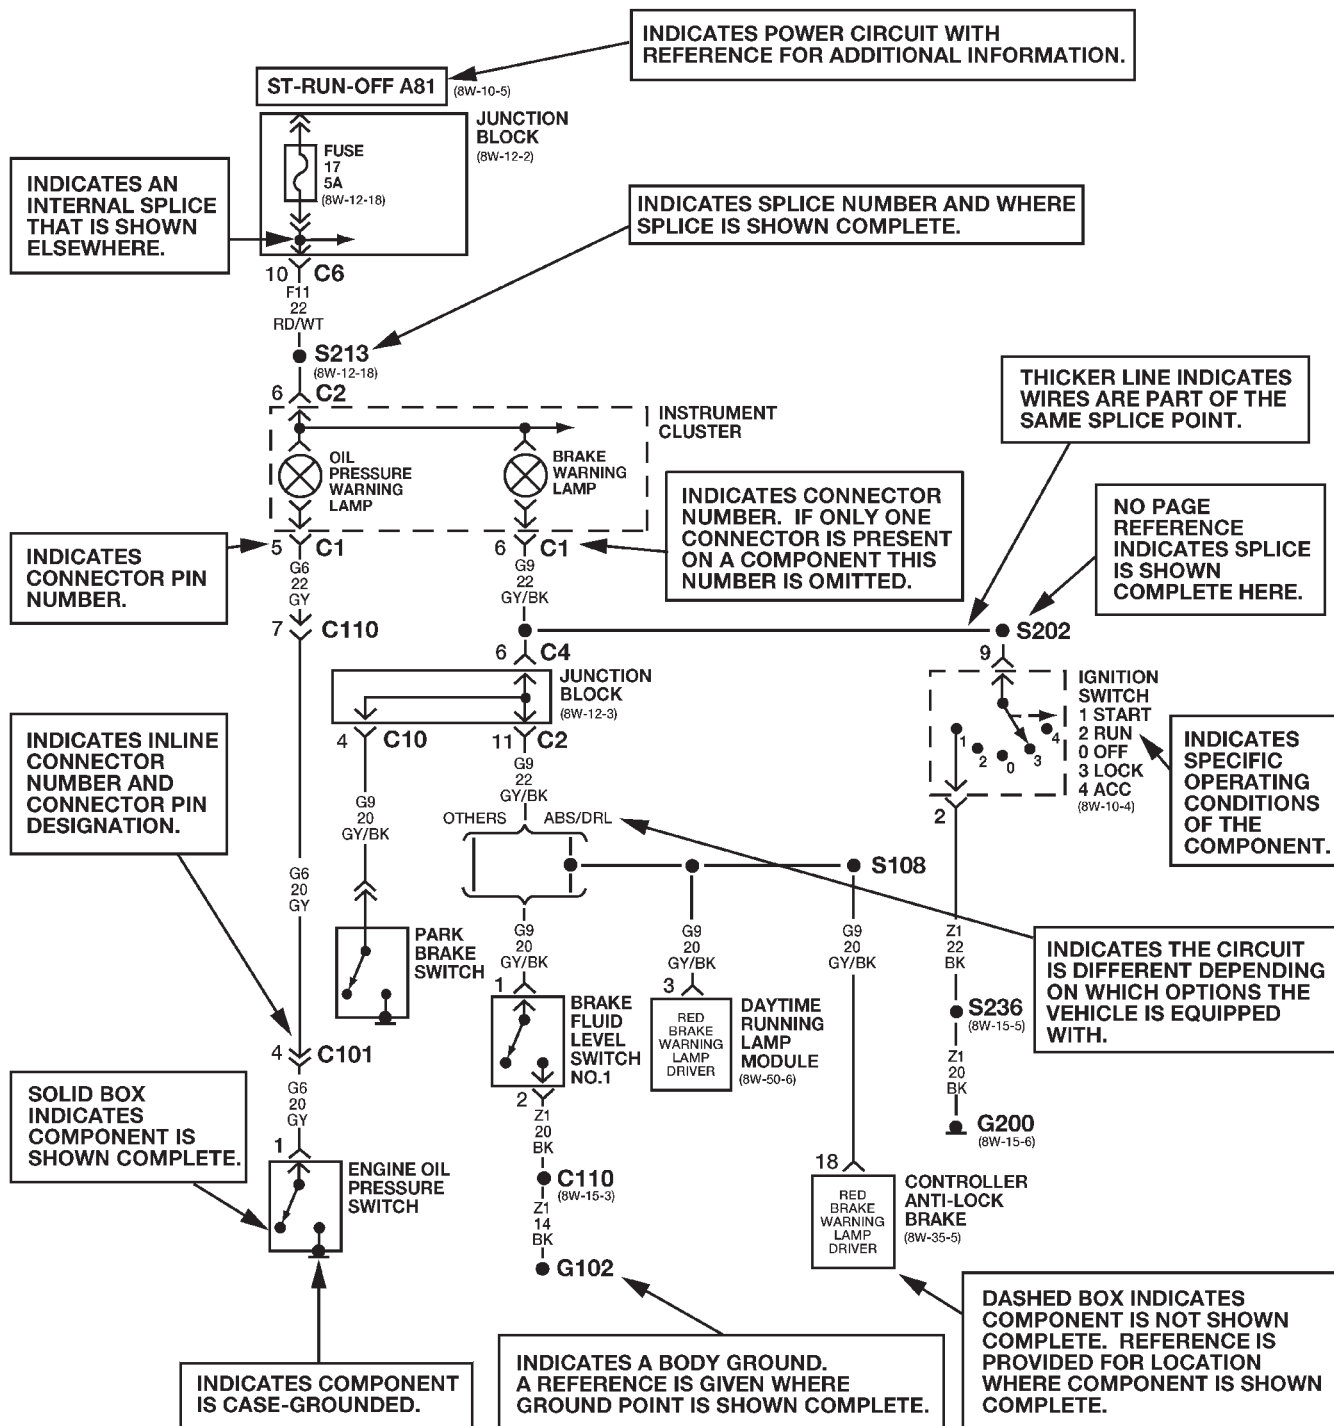 INDICATES POWER CIRCUIT WITH
REFERENCE FOR ADDITIONAL INFORMATION.
ST-RUN-OFF A81
(8W-10-5)
JUNCTION
BLOCK
(8W-12-2)
FUSE
17
5A
(8W-12-18)
INDICATES AN
INTERNAL SPLICE
THAT IS SHOWN
ELSEWHERE.
INDICATES SPLICE NUMBER AND WHERE
SPLICE IS SHOWN COMPLETE.
10 C6
F11
22
RD/WT
S213
(8W-12-18)
6 C2
INSTRUMENT
CLUSTER
THICKER LINE INDICATES
WIRES ARE PART OF THE
SAME SPLICE POINT.
OIL
PRESSURE
WARNING
LAMP
BRAKE
WARNING
LAMP
INDICATES CONNECTOR
NUMBER. IF ONLY ONE
CONNECTOR IS PRESENT
ON A COMPONENT THIS
NUMBER IS OMITTED.
NO PAGE
REFERENCE
INDICATES SPLICE
IS SHOWN
COMPLETE HERE.
INDICATES
CONNECTOR PIN
NUMBER.
5 C1
G6
22
GY
6 C1
G9
22
GY/BK
7 C110
S202
6 C4
9
JUNCTION
BLOCK
(8W-12-3)
IGNITION
SWITCH
1 START
2 RUN
0 OFF
3 LOCK
4 ACC
(8W-10-4)
1
2
0
3
4
2
INDICATES
SPECIFIC
OPERATING
CONDITIONS
OF THE
COMPONENT.
INDICATES INLINE
CONNECTOR
NUMBER AND
CONNECTOR PIN
DESIGNATION.
4 C10
11 C2
G9
22
GY/BK
G9
20
GY/BK
OTHERS ABS/DRL
S108
G6
20
GY
PARK
BRAKE
SWITCH
G9
20
GY/BK
G9
20
GY/BK
G9
20
GY/BK
Z1
22
BK
INDICATES THE CIRCUIT
IS DIFFERENT DEPENDING
ON WHICH OPTIONS THE
VEHICLE IS EQUIPPED
WITH.
1
BRAKE
FLUID
LEVEL
SWITCH
NO.1
3
RED
BRAKE
WARNING
LAMP
DRIVER
DAYTIME
RUNNING
LAMP
MODULE
(8W-50-6)
S236
(8W-15-5)
Z1
20
BK
G200
(8W-15-6)
4 C101
G6
20
GY
SOLID BOX
INDICATES
COMPONENT IS
SHOWN COMPLETE.
1
ENGINE OIL
PRESSURE
SWITCH
2
Z1
20
BK
C110
(8W-15-3)
Z1
14
BK
G102
18
RED
BRAKE
WARNING
LAMP
DRIVER
CONTROLLER
ANTI-LOCK
BRAKE
(8W-35-5)
INDICATES COMPONENT
IS CASE-GROUNDED.
INDICATES A BODY GROUND.
A REFERENCE IS GIVEN WHERE
GROUND POINT IS SHOWN COMPLETE.
DASHED BOX INDICATES
COMPONENT IS NOT SHOWN
COMPLETE. REFERENCE IS
PROVIDED FOR LOCATION
WHERE COMPONENT IS SHOWN
COMPLETE.